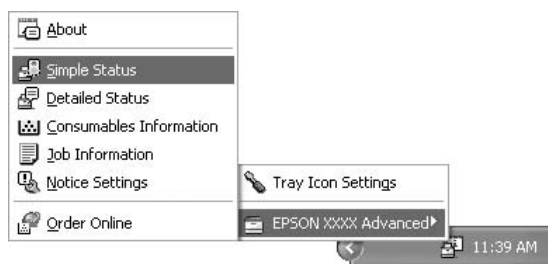 About
Simple Status
Detailed Status
Consumables Information
Job Information
Notice Settings
Order Online
Tray Icon Settings
EPSON XXXX Advanced
11:39 AM